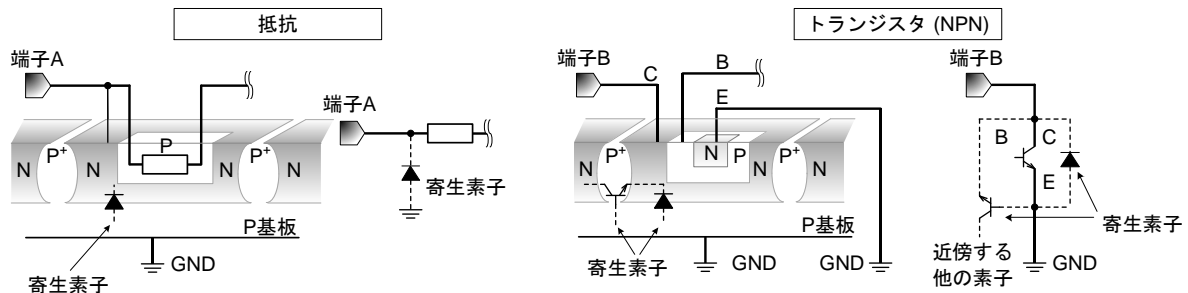 抵抗
トランジスタ (NPN)
端子A
端子A
P
N
P+
N
N
P+
N
寄生素子
P基板
GND
寄生素子
端子B
C
B
E
N
P+
N
N
P
P+
N
N
P基板
GND
GND
寄生素子
端子B
B
C
E
寄生素子
近傍する
他の素子
GND